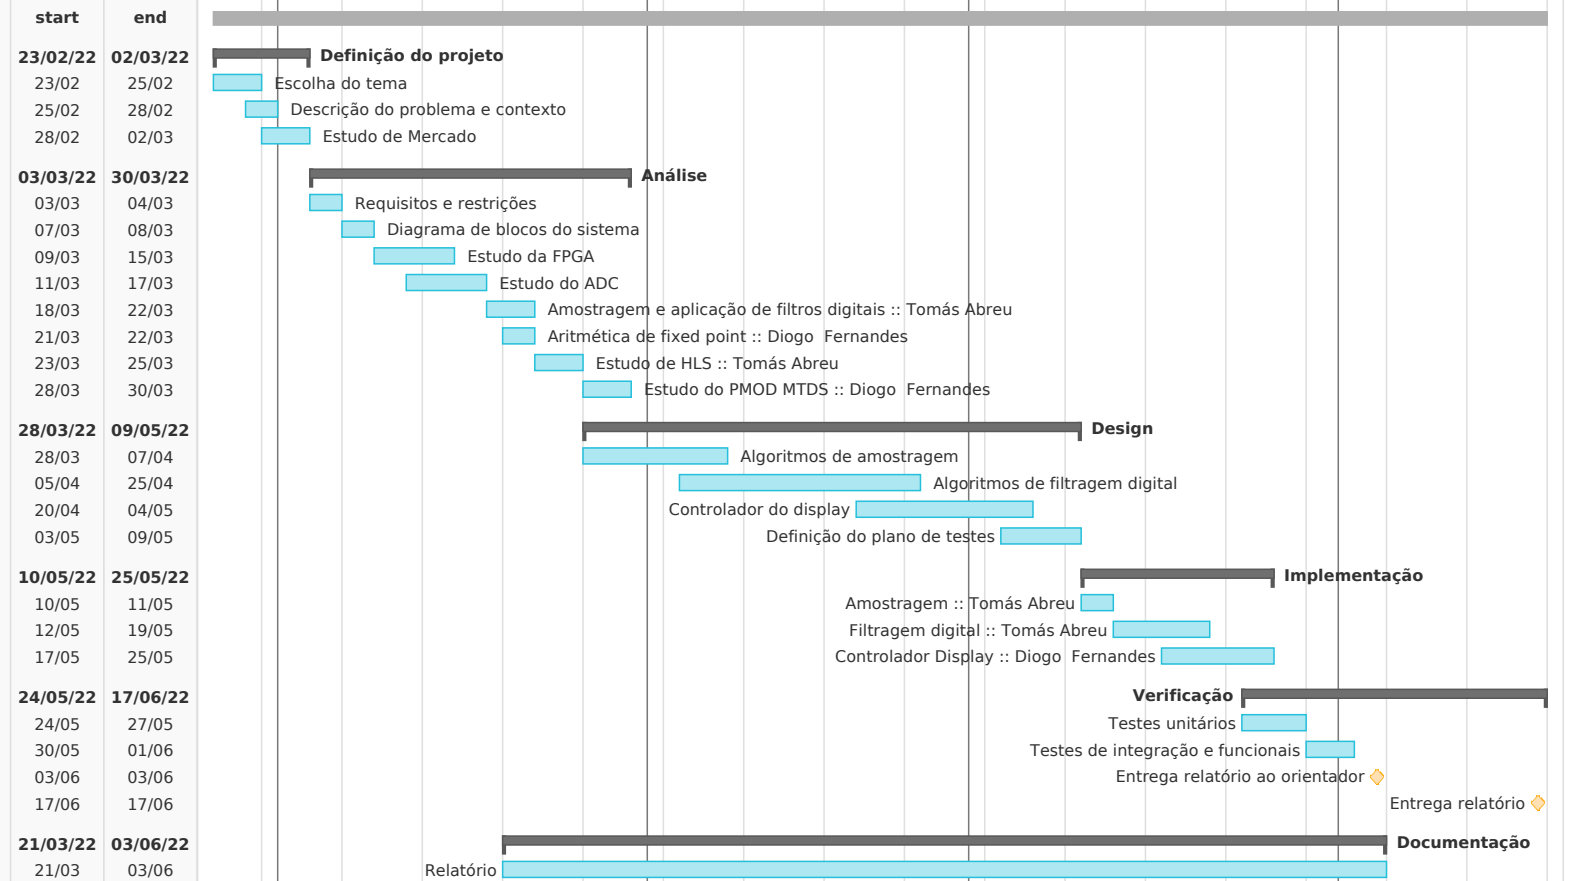 start end
23/02/22 02/03/22 Definição do projeto
23/02 25/02 Escolha do tema
25/02 28/02 Descrição do problema e contexto
28/02 02/03 Estudo de Mercado
03/03/22 30/03/22 Análise
03/03 04/03 Requisitos e restrições
07/03 08/03 Diagrama de blocos do sistema
09/03 15/03 Estudo da FPGA
11/03 17/03 Estudo do ADC
18/03 22/03 Amostragem e aplicação de filtros digitais :: Tomás Abreu
21/03 22/03 Aritmética de fixed point :: Diogo  Fernandes
23/03 25/03 Estudo de HLS :: Tomás Abreu
28/03 30/03 Estudo do PMOD MTDS :: Diogo  Fernandes
28/03/22 09/05/22 Design
28/03 07/04 Algoritmos de amostragem
05/04 25/04 Algoritmos de filtragem digital
20/04 04/05 Controlador do display
03/05 09/05 Definição do plano de testes
10/05/22 25/05/22 Implementação
10/05 11/05 Amostragem :: Tomás Abreu
12/05 19/05 Filtragem digital :: Tomás Abreu
17/05 25/05 Controlador Display :: Diogo  Fernandes
24/05/22 17/06/22 Verificação
24/05 27/05 Testes unitários
30/05 01/06 Testes de integração e funcionais
03/06 03/06 Entrega relatório ao orientador
17/06 17/06 Entrega relatório
21/03/22 03/06/22 Documentação
21/03 03/06 Relatório